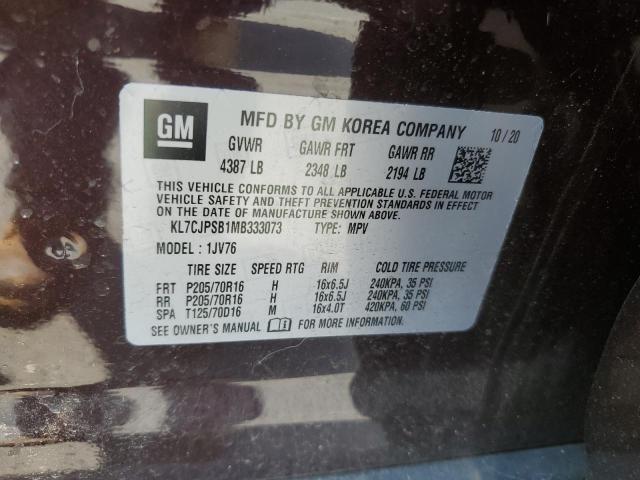 GM
MFD BY GM KOREA COMPANY 10/20
GVWR GAWR FRT GAWR RR
4387 LB 2348 LB 2194 LB
THIS VEHICLE CONFORMS TO ALL APPLICABLE U.S. FEDERAL MOTOR
VEHICLE SAFETY AND THEFT PREVENTION STANDARDS IN
EFFECT ON THE DATE OF MANUFACTURE SHOWN ABOVE.
KL7CJPSB1MB333073 TYPE: MPV
MODEL : 1JV76
TIRE SIZE SPEED RTG RIM COLD TIRE PRESSURE
FRT P205/70R16 H 16x6.5J 240KPA, 35 PSI
RR P205/70R16 H 16x6.5J 240KPA, 35 PSI
SPA T125/70D16 M 16x4.0T 420KPA, 60 PSI
SEE OWNER'S MANUAL FOR MORE INFORMATION.